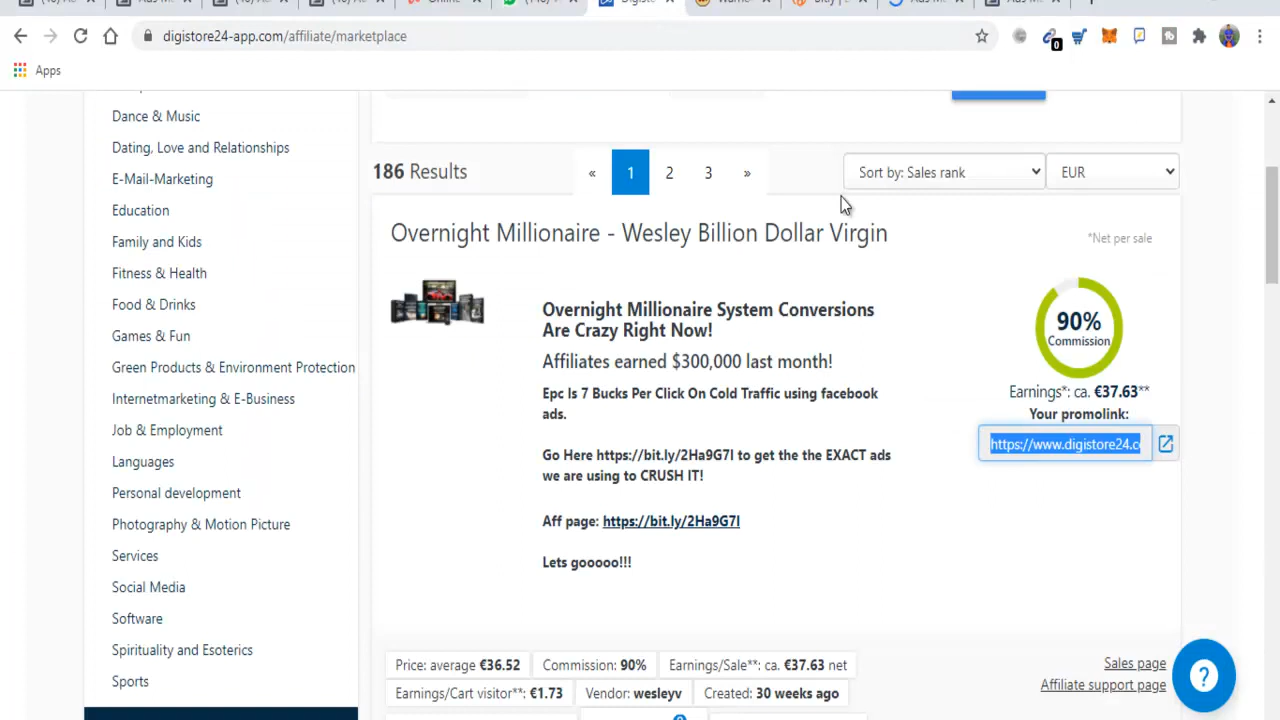 Online
Digisto
digistore24-app.com/affiliate/marketplace
0
Apps
Dance & Music
Dating, Love and Relationships
E-Mail-Marketing
Education
Family and Kids
Fitness & Health
Food & Drinks
Games & Fun
Green Products & Environment Protection
Internetmarketing & E-Business
Job & Employment
Languages
Personal development
Photography & Motion Picture
Services
Social Media
Software
Spirituality and Esoterics
Sports
186 Results
« 1 2 3 »
Sort by: Sales rank
EUR
Overnight Millionaire - Wesley Billion Dollar Virgin
*Net per sale
Overnight Millionaire System Conversions
Are Crazy Right Now!
Affiliates earned $300,000 last month!
Epc Is 7 Bucks Per Click On Cold Traffic using facebook
ads.
Go Here https://bit.ly/2Ha9G7l to get the the EXACT ads
we are using to CRUSH IT!
Aff page: https://bit.ly/2Ha9G7l
Lets gooooo!!!
90%
Commission
Earnings*: ca. €37.63**
Your promolink:
https://www.digistore24.c
Price: average €36.52
Commission: 90%
Earnings/Sale**: ca. €37.63 net
Earnings/Cart visitor**: €1.73
Vendor: wesleyv
Created: 30 weeks ago
Sales page
Affiliate support page
?